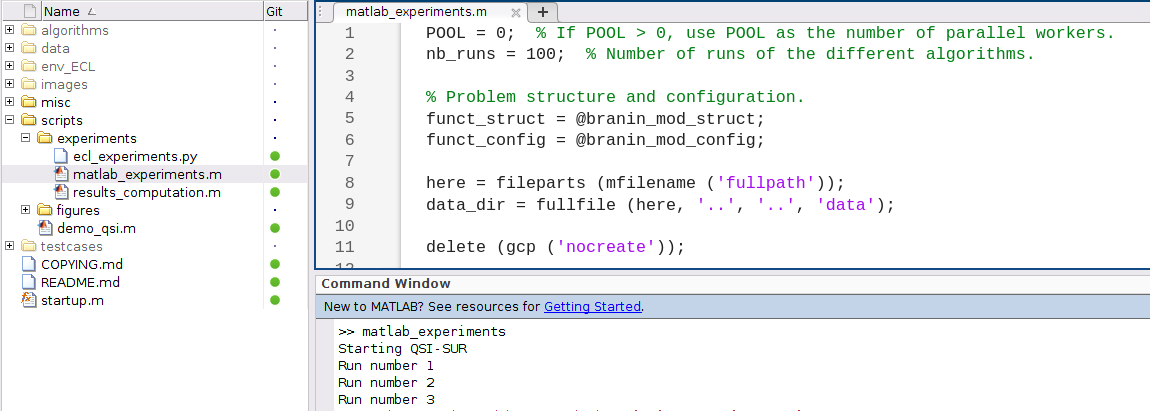 Name Git
algorithms
data
env_ECL
images
misc
scripts
experiments
ecl_experiments.py
matlab_experiments.m
results_computation.m
figures
demo_qsi.m
testcases
COPYING.md
README.md
startup.m
matlab_experiments.m
1 POOL = 0;  % If POOL > 0, use POOL as the number of parallel workers.
2 nb_runs = 100;  % Number of runs of the different algorithms.
3
4 % Problem structure and configuration.
5 funct_struct = @branin_mod_struct;
6 funct_config = @branin_mod_config;
7
8 here = fileparts (mfilename ('fullpath'));
9 data_dir = fullfile (here, '..', '..', 'data');
10
11 delete (gcp ('nocreate'));
Command Window
New to MATLAB? See resources for Getting Started.
>> matlab_experiments
Starting QSI-SUR
Run number 1
Run number 2
Run number 3